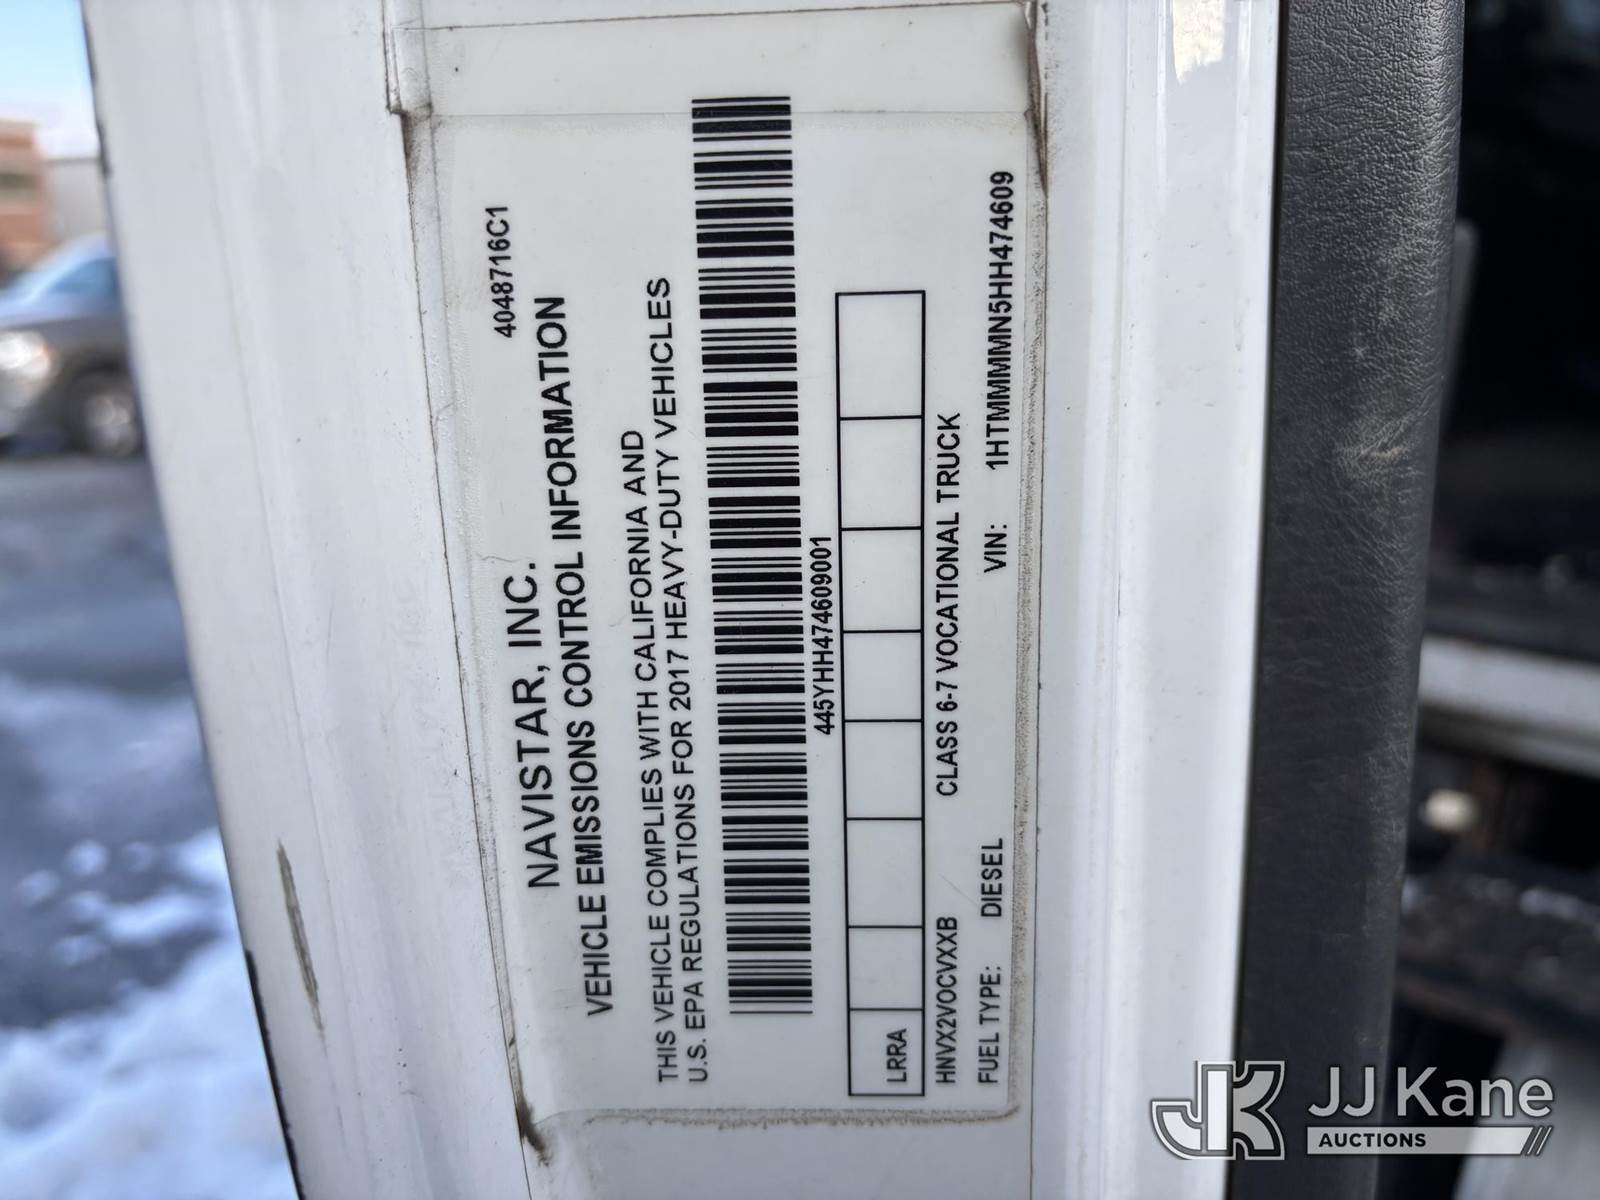 4048716C1
NAVISTAR, INC.
VEHICLE EMISSIONS CONTROL INFORMATION
THIS VEHICLE COMPLIES WITH CALIFORNIA AND
U.S. EPA REGULATIONS FOR 2017 HEAVY-DUTY VEHICLES
445YHH474609001
LRRA
HNVX2VOCVXXB CLASS 6-7 VOCATIONAL TRUCK
FUEL TYPE: DIESEL VIN: 1HTMMMMN5HH474609
JK JJ Kane
AUCTIONS